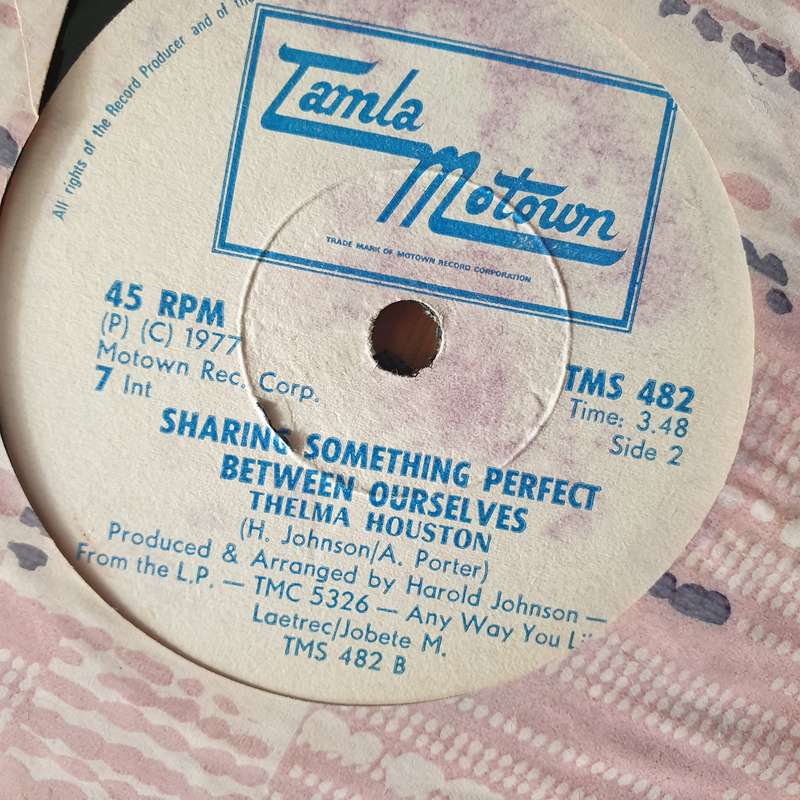 All rights of the Record Producer and of the
Tamla
Motown
TRADE MARK OF MOTOWN RECORD CORPORATION
45 RPM
(P) (C) 1977
Motown Rec. Corp.
7 Int
TMS 482
Time: 3.48
Side 2
SHARING SOMETHING PERFECT
BETWEEN OURSELVES
THELMA HOUSTON
(H. Johnson/A. Porter)
Produced & Arranged by Harold Johnson –
From the L.P. – TMC 5326 – Any Way You
Laetrec/Jobete M.
TMS 482 B